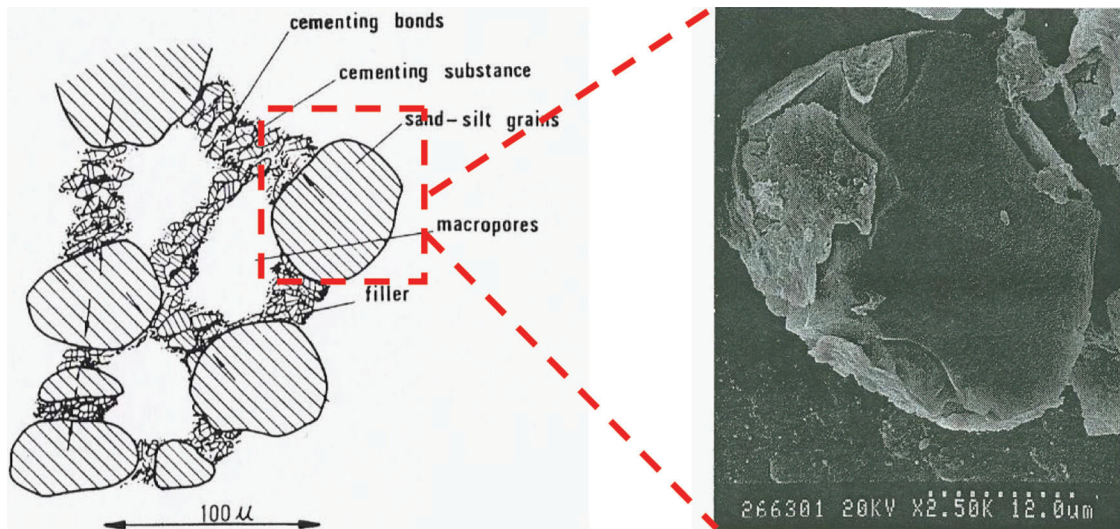 cementing bonds
cementing substance
sand-silt grains
macropores
filler
100 μ
266301 20KV X2.50K 12.0um